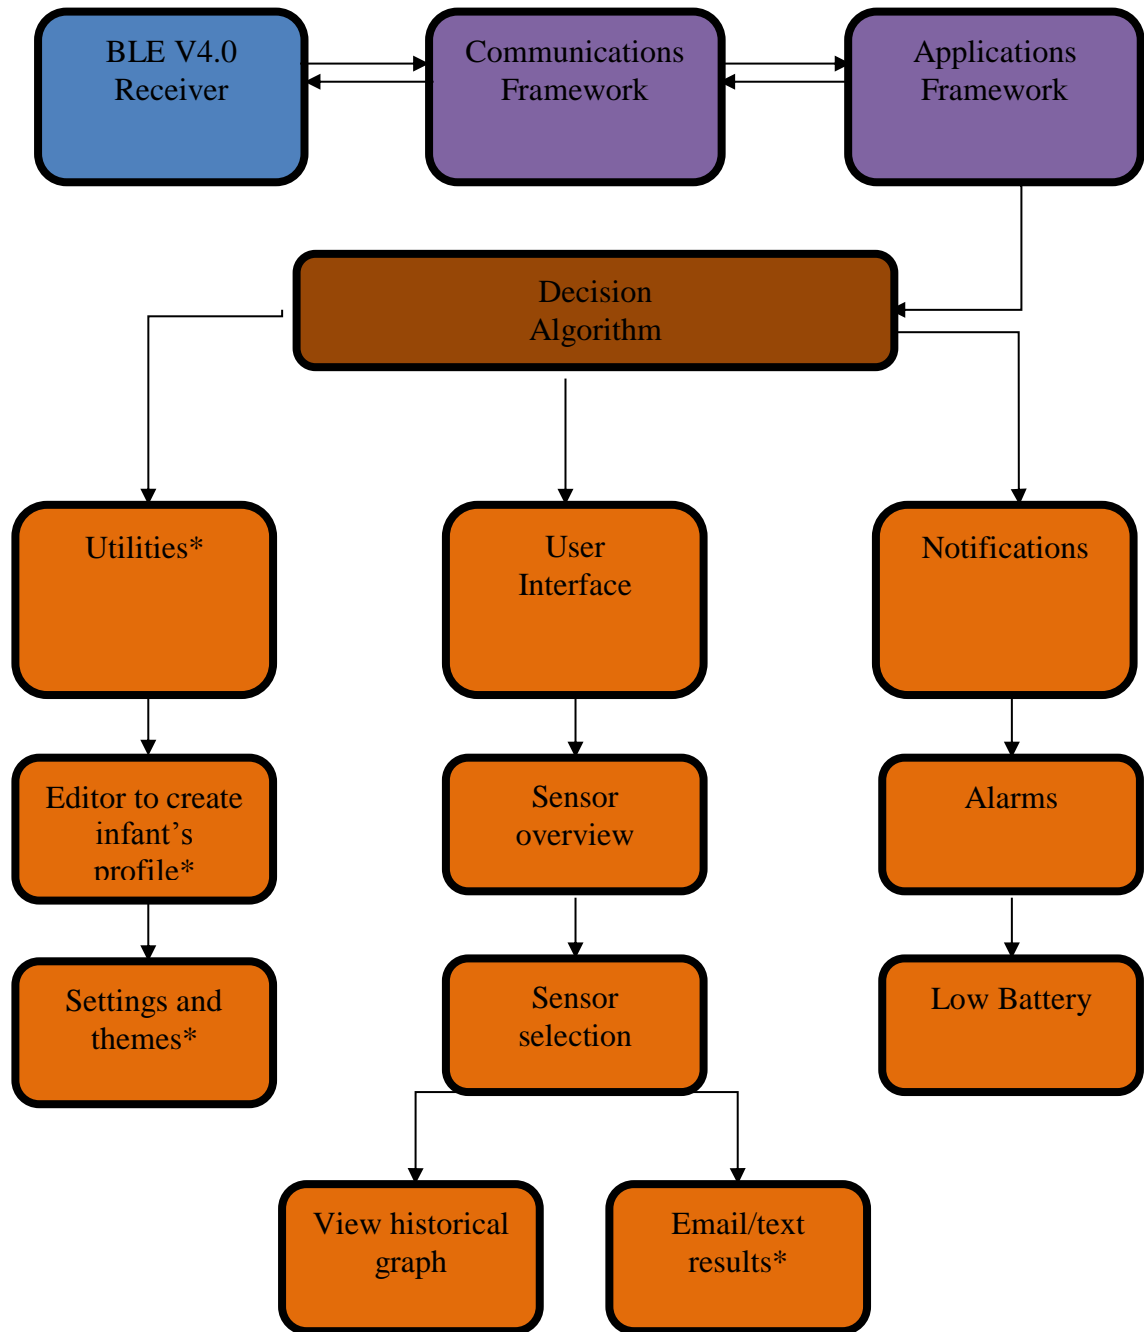 BLE V4.0
Receiver
Communications
Framework
Applications
Framework
Decision
Algorithm
Utilities*
User
Interface
Notifications
Editor to create
infant’s
profile*
Sensor
overview
Alarms
Settings and
themes*
Sensor
selection
Low Battery
View historical
graph
Email/text
results*